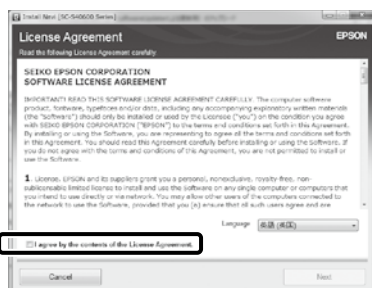 Install Navi [SC-S40600 Series]
License Agreement
EPSON
Read the following License Agreement carefully.
SEIKO EPSON CORPORATION
SOFTWARE LICENSE AGREEMENT
IMPORTANT! READ THIS SOFTWARE LICENSE AGREEMENT CAREFULLY. The computer software
product, fontware, typefaces and/or data, including any accompanying explanatory written materials
(the "Software") should only be installed or used by the Licensee ("you") on the condition you agree
with SEIKO EPSON CORPORATION ("EPSON") to the terms and conditions set forth in this Agreement.
By installing or using the Software, you are representing to agree all the terms and conditions set forth
in this Agreement. You should read this Agreement carefully before installing or using the Software. If
you do not agree with the terms and conditions of this Agreement, you are not permitted to install or
use the Software.
1. License. EPSON and its suppliers grant you a personal, nonexclusive, royalty-free, non-
sublicensable limited license to install and use the Software on any single computer or computers that
you intend to use directly or via network. You may allow other users of the computers connected to
the network to use the Software, provided that you (a) ensure that all such users agree and are
Language
英語 (英国)
I agree by the contents of the License Agreement.
Cancel
Next